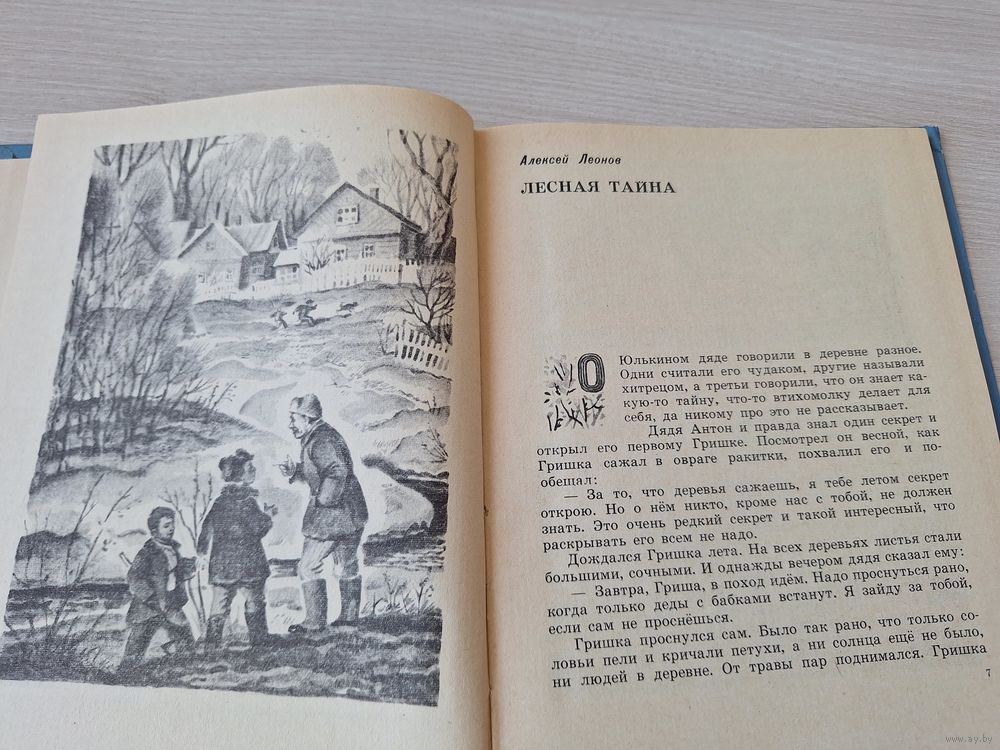 Алексей Леонов
ЛЕСНАЯ ТАЙНА
О Юлькином дяде говорили в деревне разное.
Одни считали его чудаком, другие называли
хитрецом, а третьи говорили, что он знает ка-
кую-то тайну, что-то втихомолку делает для
себя, да никому про это не рассказывает.
Дядя Антон и правда знал один секрет и
открыл его первому Гришке. Посмотрел он весной, как
Гришка сажал в овраге ракитки, похвалил его и по-
обещал:
— За то, что деревья сажаешь, я тебе летом секрет
открою. Но о нём никто, кроме нас с тобой, не должен
знать. Это очень редкий секрет и такой интересный, что
раскрывать его всем не надо.
Дождался Гришка лета. На всех деревьях листья стали
большими, сочными. И однажды вечером дядя сказал ему:
— Завтра, Гриша, в поход идём. Надо проснуться рано,
когда только деды с бабками встанут. Я зайду за тобой,
если сам не проснёшься.
Гришка проснулся сам. Было так рано, что только со-
ловьи пели и кричали петухи, а ни солнца ещё не было,
ни людей в деревне. От травы пар поднимался. Гришка
7
www.ay.by